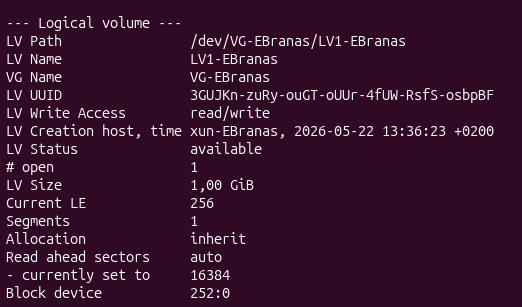 --- Logical volume ---
LV Path                /dev/VG-EBranas/LV1-EBranas
LV Name                LV1-EBranas
VG Name                VG-EBranas
LV UUID                3GUJKn-zuRy-ouGT-oUUr-4fUW-RsfS-osbpBF
LV Write Access        read/write
LV Creation host, time xun-EBranas, 2026-05-22 13:36:23 +0200
LV Status              available
# open                 1
LV Size                1,00 GiB
Current LE             256
Segments               1
Allocation             inherit
Read ahead sectors     auto
- currently set to     16384
Block device           252:0